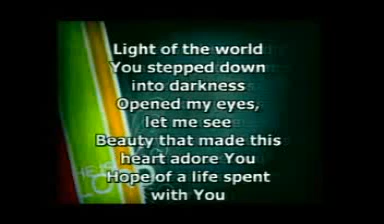 Light of the world
You stepped down
into darkness
Opened my eyes,
let me see
Beauty that made this
heart adore You
Hope of a life spent
with You